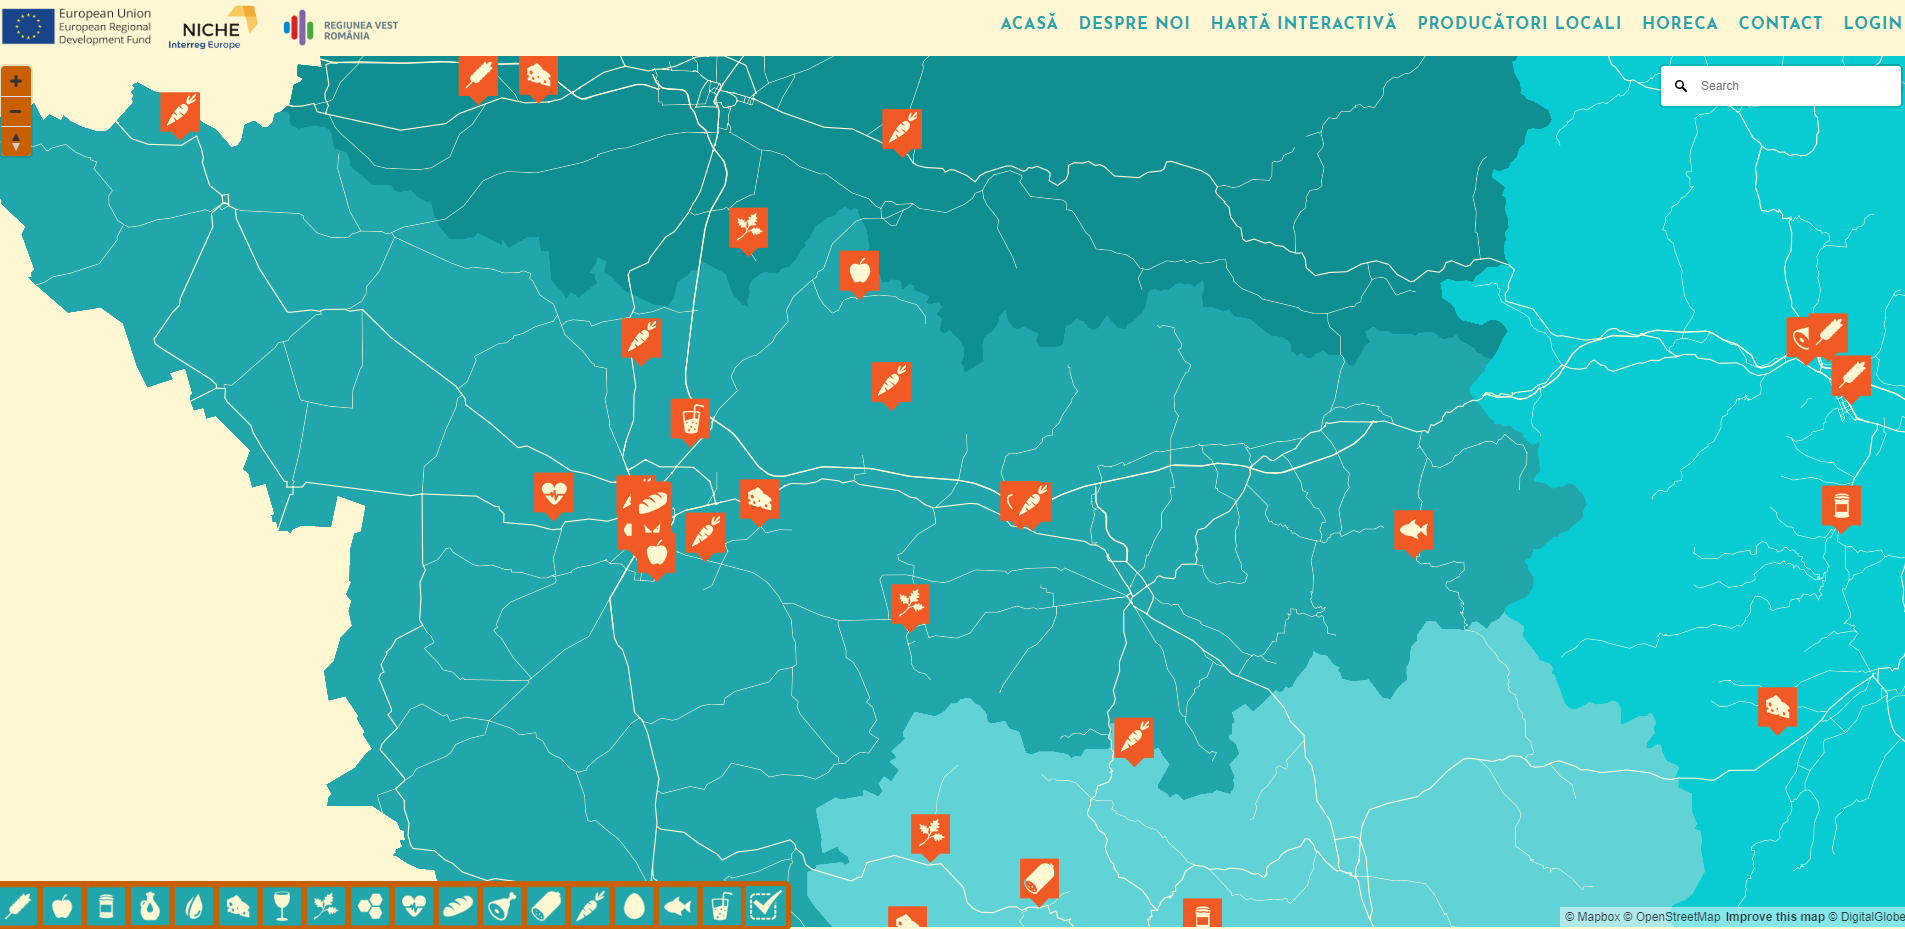 European Union
European Regional
Development Fund
NICHE
Interreg Europe
REGIUNEA VEST
ROMÂNIA
ACASĂ DESPRE NOI HARTĂ INTERACTIVĂ PRODUCĂTORI LOCALI HORECA CONTACT LOGIN
Search
© Mapbox © OpenStreetMap Improve this map © DigitalGlobe